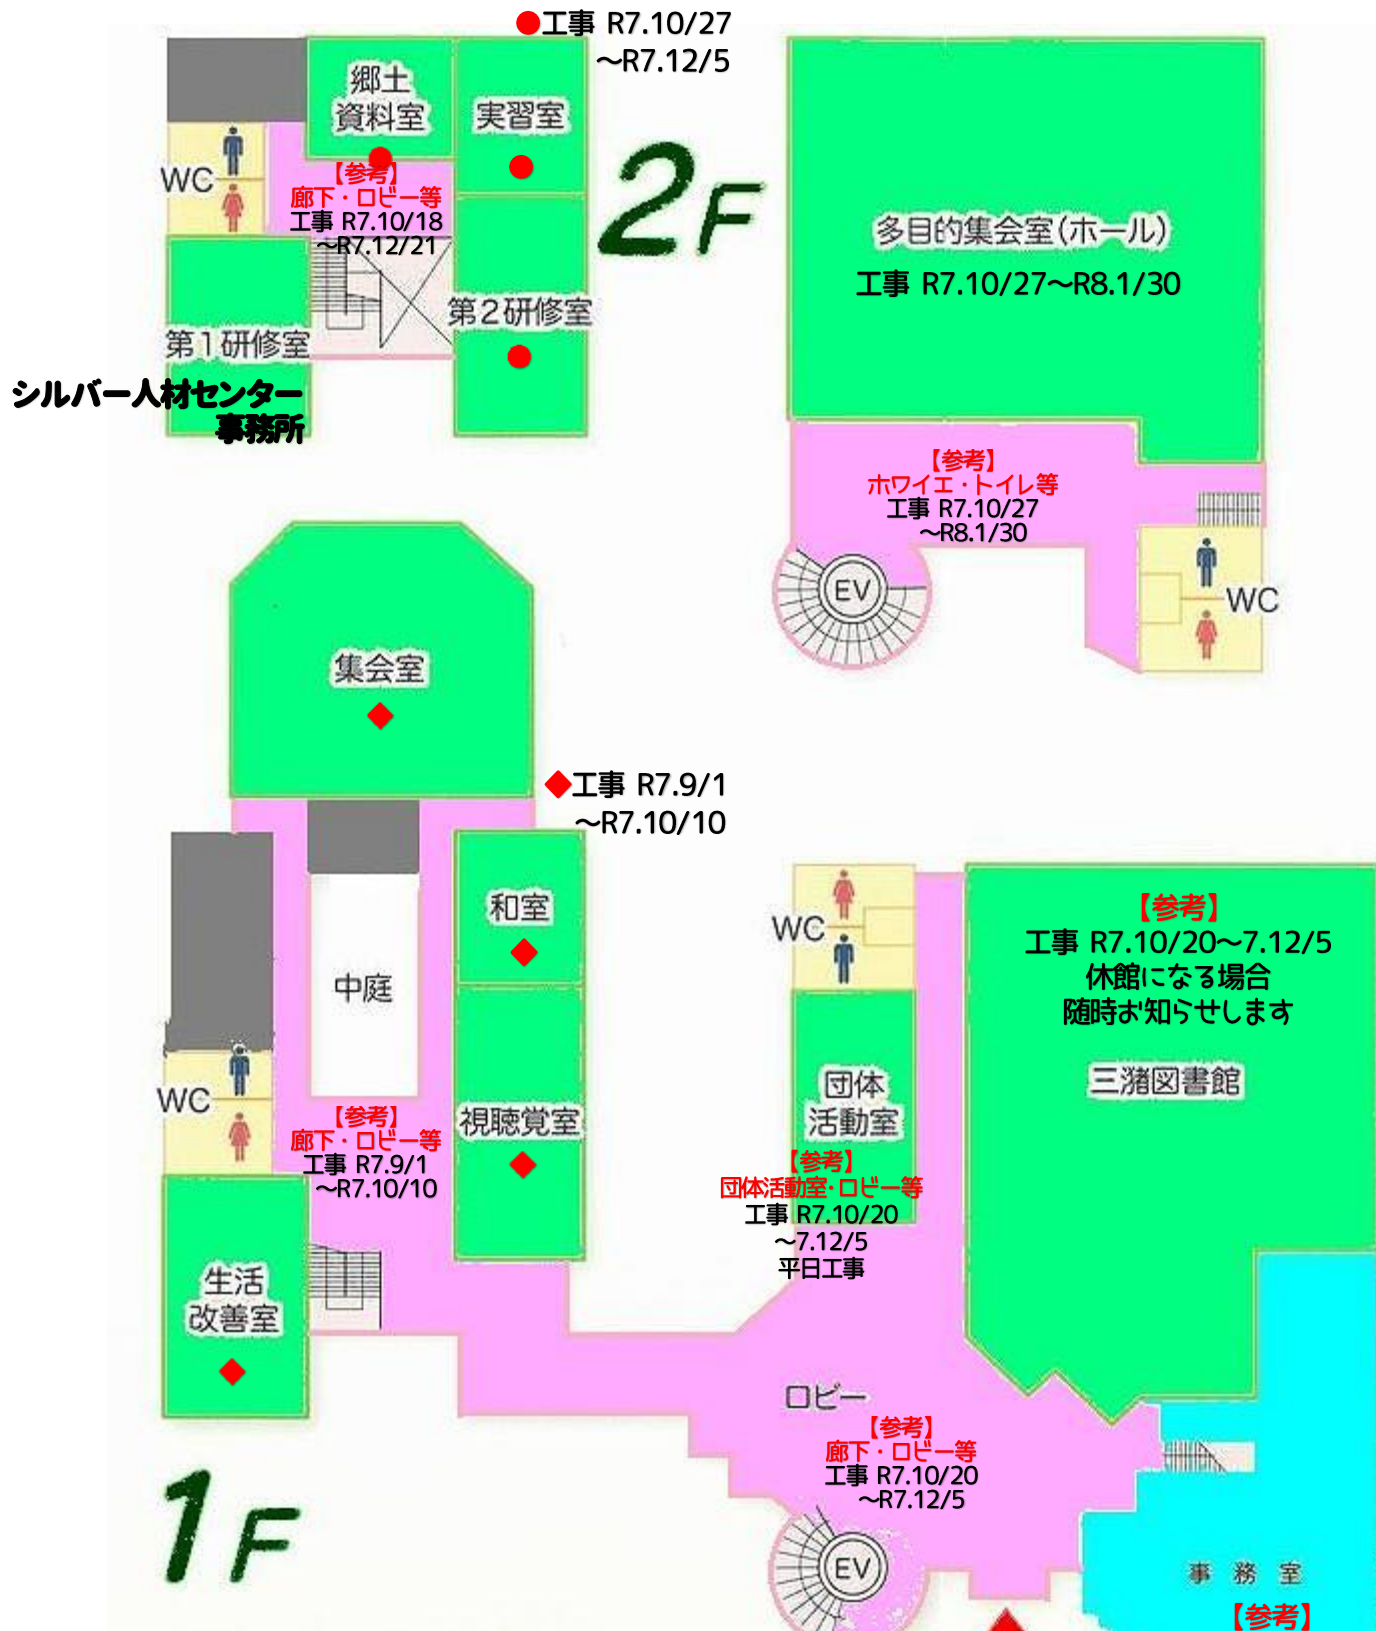 工事 R7.10/27
～R7.12/5
郷土
資料室
実習室
WC
【参考】
廊下・ロビー等
工事 R7.10/18
～R7.12/21
2F
第1研修室
第2研修室
シルバー人材センター
事務所
多目的集会室(ホール)
工事 R7.10/27～R8.1/30
【参考】
ホワイエ・トイレ等
工事 R7.10/27
～R8.1/30
EV
WC
集会室
工事 R7.9/1
～R7.10/10
和室
中庭
WC
【参考】
廊下・ロビー等
工事 R7.9/1
～R7.10/10
視聴覚室
生活
改善室
1F
WC
団体
活動室
【参考】
団体活動室・ロビー等
工事 R7.10/20
～7.12/5
平日工事
【参考】
工事 R7.10/20～7.12/5
休館になる場合
随時お知らせします
三潴図書館
ロビー
【参考】
廊下・ロビー等
工事 R7.10/20
～R7.12/5
EV
事務室
【参考】